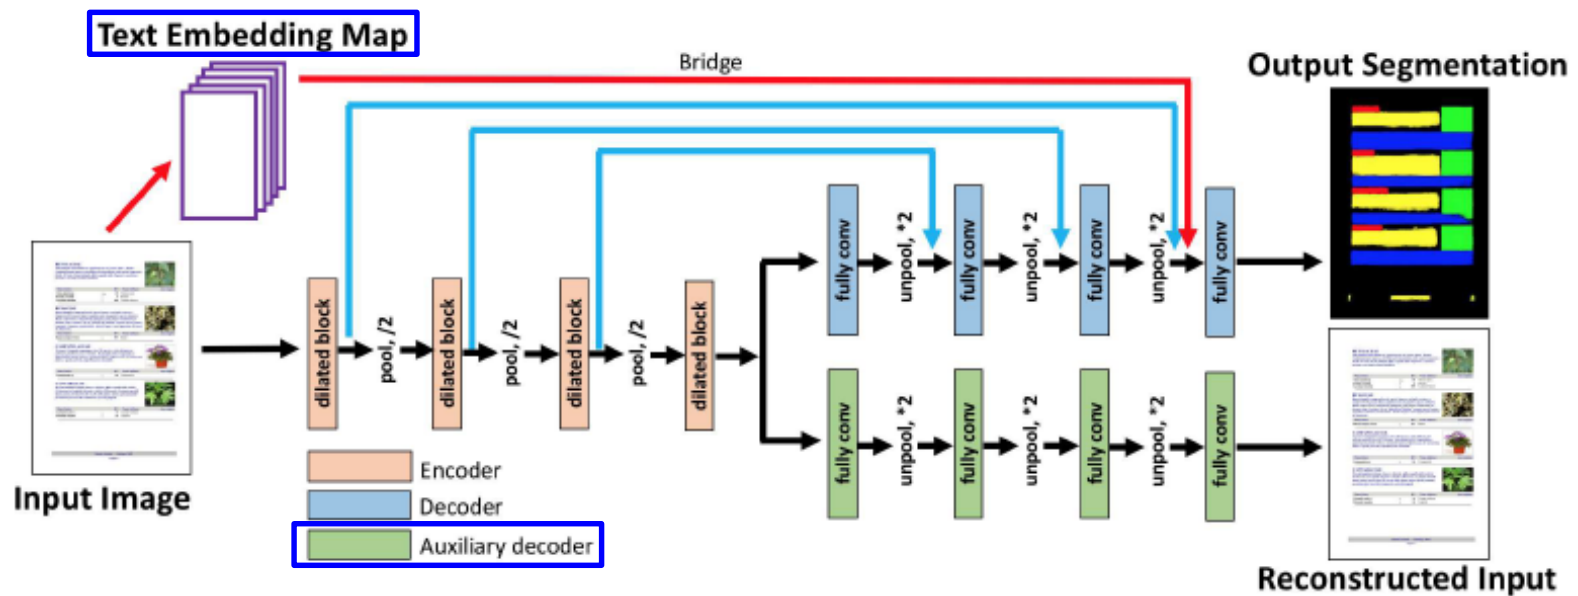 Text Embedding Map
Bridge
Output Segmentation
fully conv
unpool, *2
fully conv
unpool, *2
fully conv
unpool, *2
fully conv
dilated block
pool, /2
dilated block
pool, /2
dilated block
pool, /2
dilated block
fully conv
unpool, *2
fully conv
unpool, *2
fully conv
unpool, *2
fully conv
Encoder
Decoder
Auxiliary decoder
Input Image
Reconstructed Input